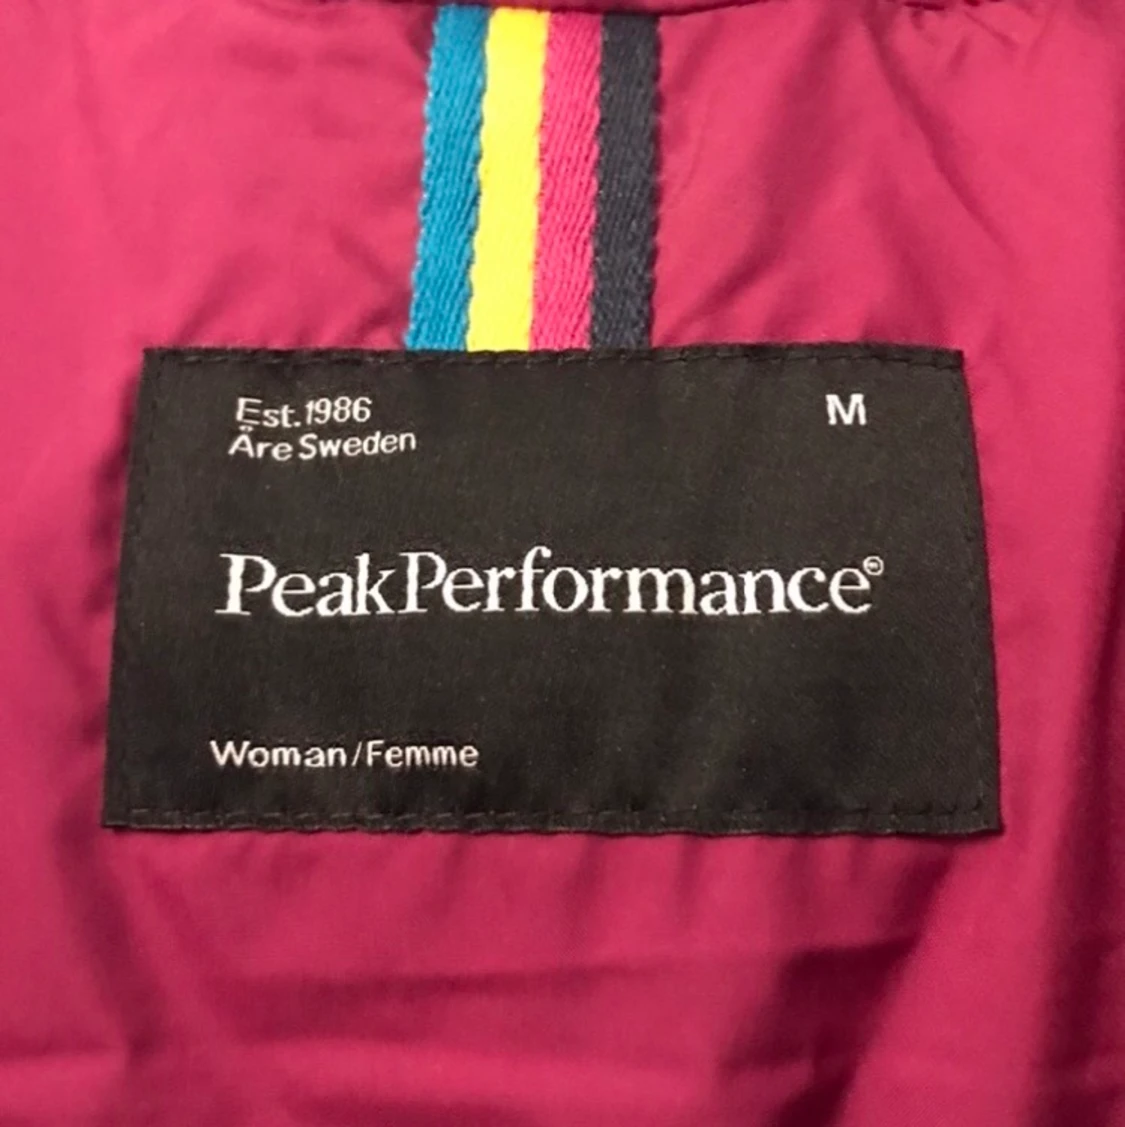 Est.1986
Åre Sweden
M
PeakPerformance®
Woman/Femme